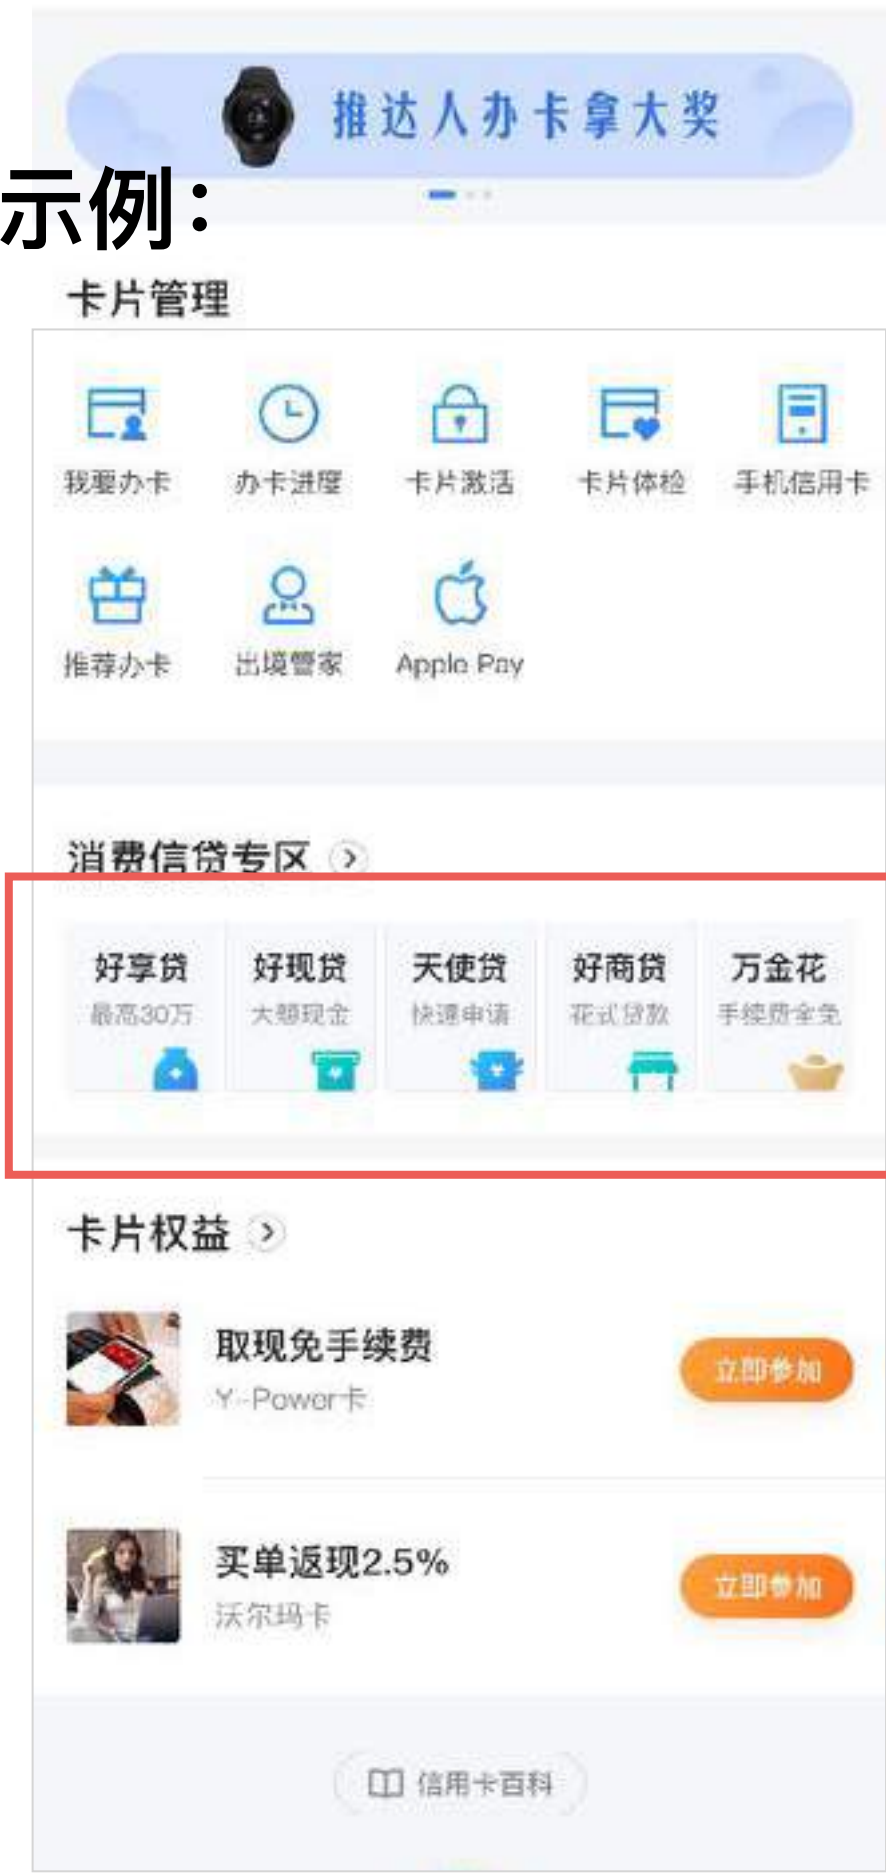 推达人办卡拿大奖
示例：
卡片管理
我要办卡 办卡进度 卡片激活 卡片体检 手机信用卡
推荐办卡 出境管家 Apple Pay
消费信贷专区
好享贷 好现贷 天使贷 好商贷 万金花
最高30万 大额现金 快速申请 花式贷款 手续费全免
卡片权益
取现免手续费
立即参加
Y-Power卡
买单返现2.5%
立即参加
沃尔玛卡
信用卡百科